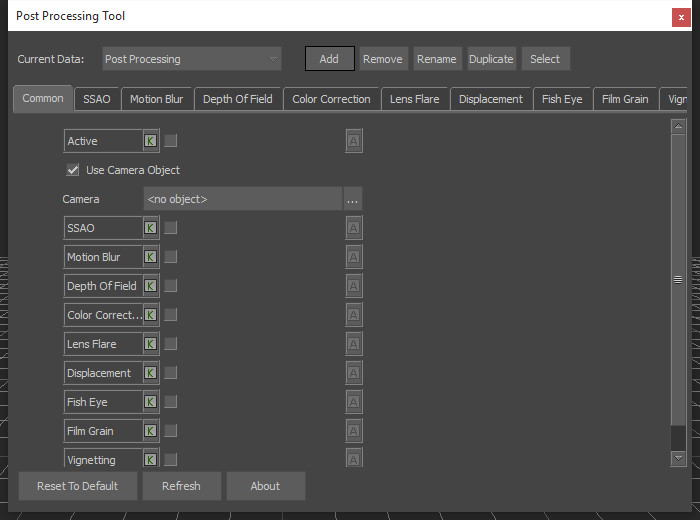 Post Processing Tool x
Current Data: Post Processing Add Remove Rename Duplicate Select
Common SSAO Motion Blur Depth Of Field Color Correction Lens Flare Displacement Fish Eye Film Grain Vign
Active K A
Use Camera Object
Camera <no object> ...
SSAO K A
Motion Blur K A
Depth Of Field K A
Color Correct... K A
Lens Flare K A
Displacement K A
Fish Eye K A
Film Grain K A
Vignetting K A
Reset To Default Refresh About